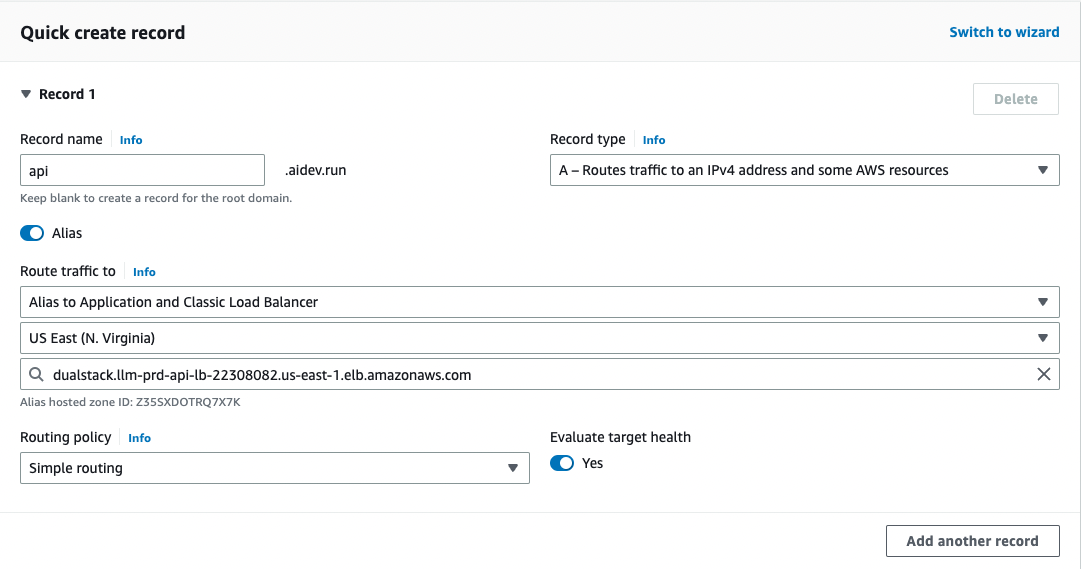 Quick create record
Switch to wizard
Record 1
Delete
Record name Info
Record type Info
api
.aidev.run
A – Routes traffic to an IPv4 address and some AWS resources
Keep blank to create a record for the root domain.
Alias
Route traffic to Info
Alias to Application and Classic Load Balancer
US East (N. Virginia)
dualstack.llm-prd-api-lb-22308082.us-east-1.elb.amazonaws.com
Alias hosted zone ID: Z35SXDOTRQ7X7K
Routing policy Info
Evaluate target health
Simple routing
Yes
Add another record